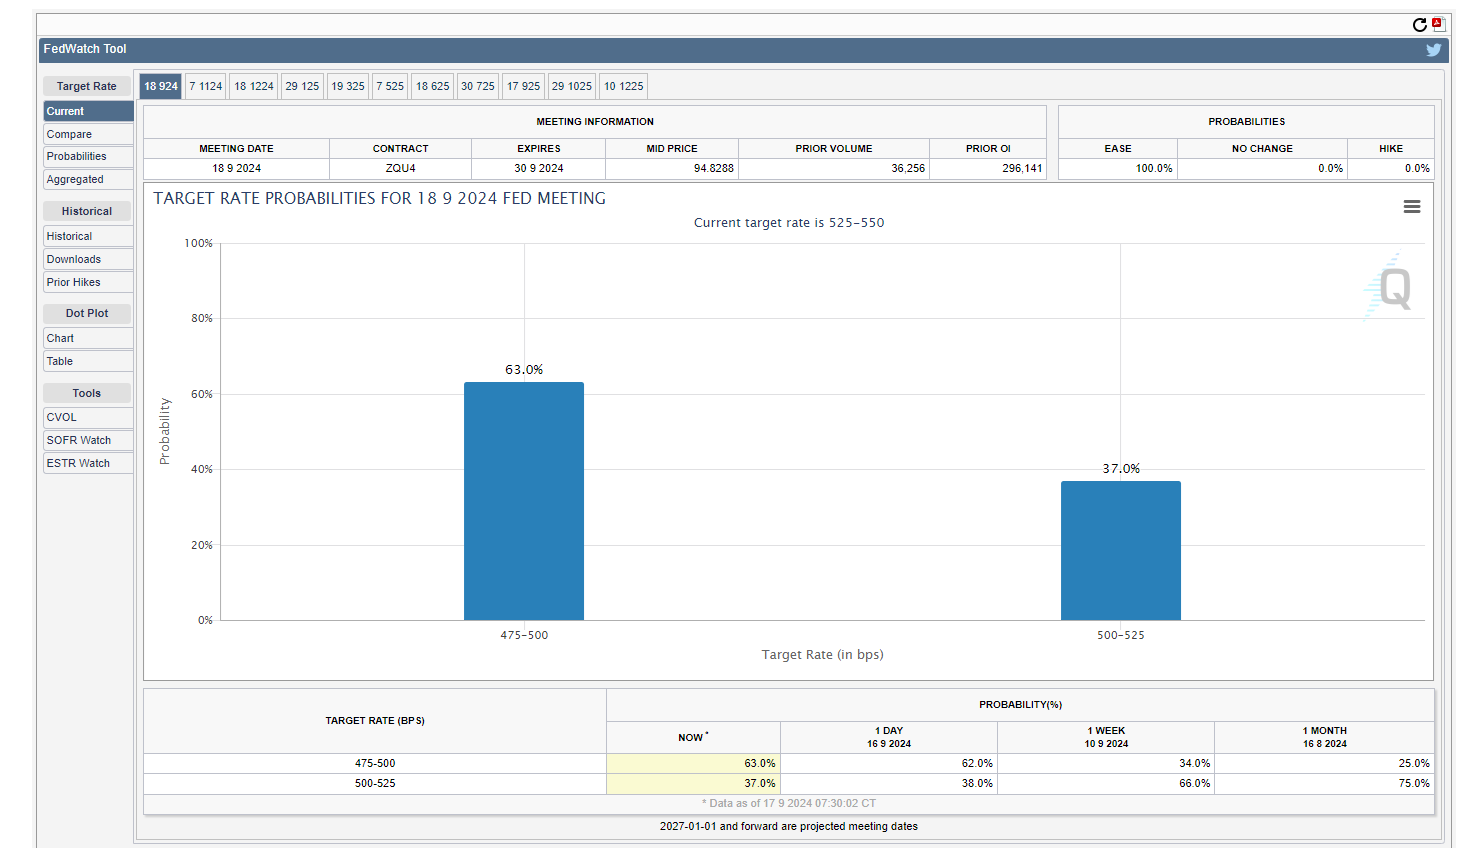 FedWatch Tool
Target Rate
Current
Compare
Probabilities
Aggregated
Historical
Historical
Downloads
Prior Hikes
Dot Plot
Chart
Table
Tools
CVOL
SOFR Watch
ESTR Watch
18 924 7 1124 18 1224 29 125 19 325 7 525 18 625 30 725 17 925 29 1025 10 1225
MEETING INFORMATION
MEETING DATE CONTRACT EXPIRES MID PRICE PRIOR VOLUME PRIOR OI
18 9 2024 ZQU4 30 9 2024 94.8288 36,256 296,141
PROBABILITIES
EASE NO CHANGE HIKE
100.0% 0.0% 0.0%
TARGET RATE PROBABILITIES FOR 18 9 2024 FED MEETING
Current target rate is 525-550
Q
Probability
100%
80%
60%
40%
20%
0%
63.0%
37.0%
475-500 500-525
Target Rate (in bps)
TARGET RATE (BPS) PROBABILITY(%)
NOW * 1 DAY 1 WEEK 1 MONTH
16 9 2024 10 9 2024 16 8 2024
475-500 63.0% 62.0% 34.0% 25.0%
500-525 37.0% 38.0% 66.0% 75.0%
* Data as of 17 9 2024 07:30:02 CT
2027-01-01 and forward are projected meeting dates